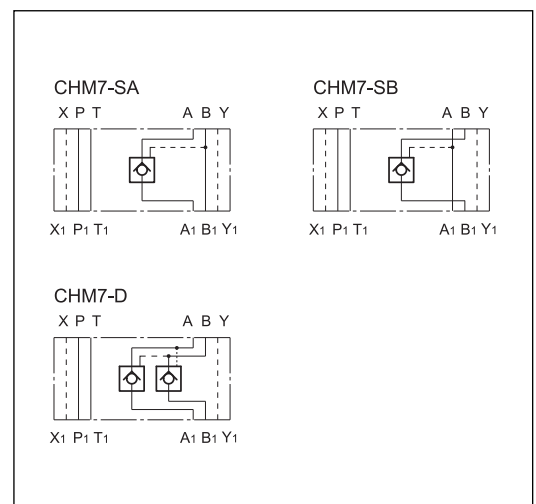 CHM7-SA
X P T A B Y
X1 P1 T1 A1 B1 Y1
CHM7-SB
X P T A B Y
X1 P1 T1 A1 B1 Y1
CHM7-D
X P T A B Y
X1 P1 T1 A1 B1 Y1